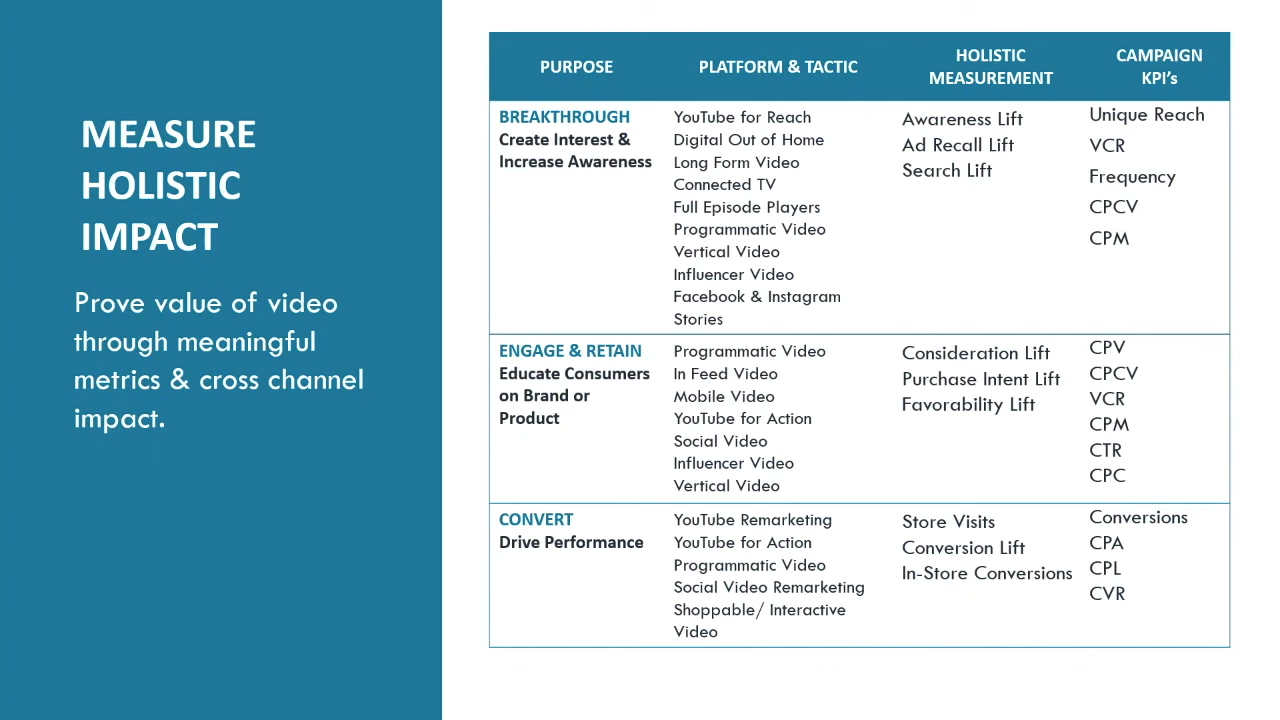 MEASURE
HOLISTIC
IMPACT
Prove value of video
through meaningful
metrics & cross channel
impact.
PURPOSE
PLATFORM & TACTIC
HOLISTIC
MEASUREMENT
CAMPAIGN
KPI's
BREAKTHROUGH
Create Interest &
Increase Awareness
YouTube for Reach
Digital Out of Home
Long Form Video
Connected TV
Full Episode Players
Programmatic Video
Vertical Video
Influencer Video
Facebook & Instagram
Stories
Awareness Lift
Ad Recall Lift
Search Lift
Unique Reach
VCR
Frequency
CPCV
CPM
ENGAGE & RETAIN
Educate Consumers
on Brand or
Product
Programmatic Video
In Feed Video
Mobile Video
YouTube for Action
Social Video
Influencer Video
Vertical Video
Consideration Lift
Purchase Intent Lift
Favorability Lift
CPV
CPCV
VCR
CPM
CTR
CPC
CONVERT
Drive Performance
YouTube Remarketing
YouTube for Action
Programmatic Video
Social Video Remarketing
Shoppable/ Interactive
Video
Store Visits
Conversion Lift
In-Store Conversions
Conversions
CPA
CPL
CVR